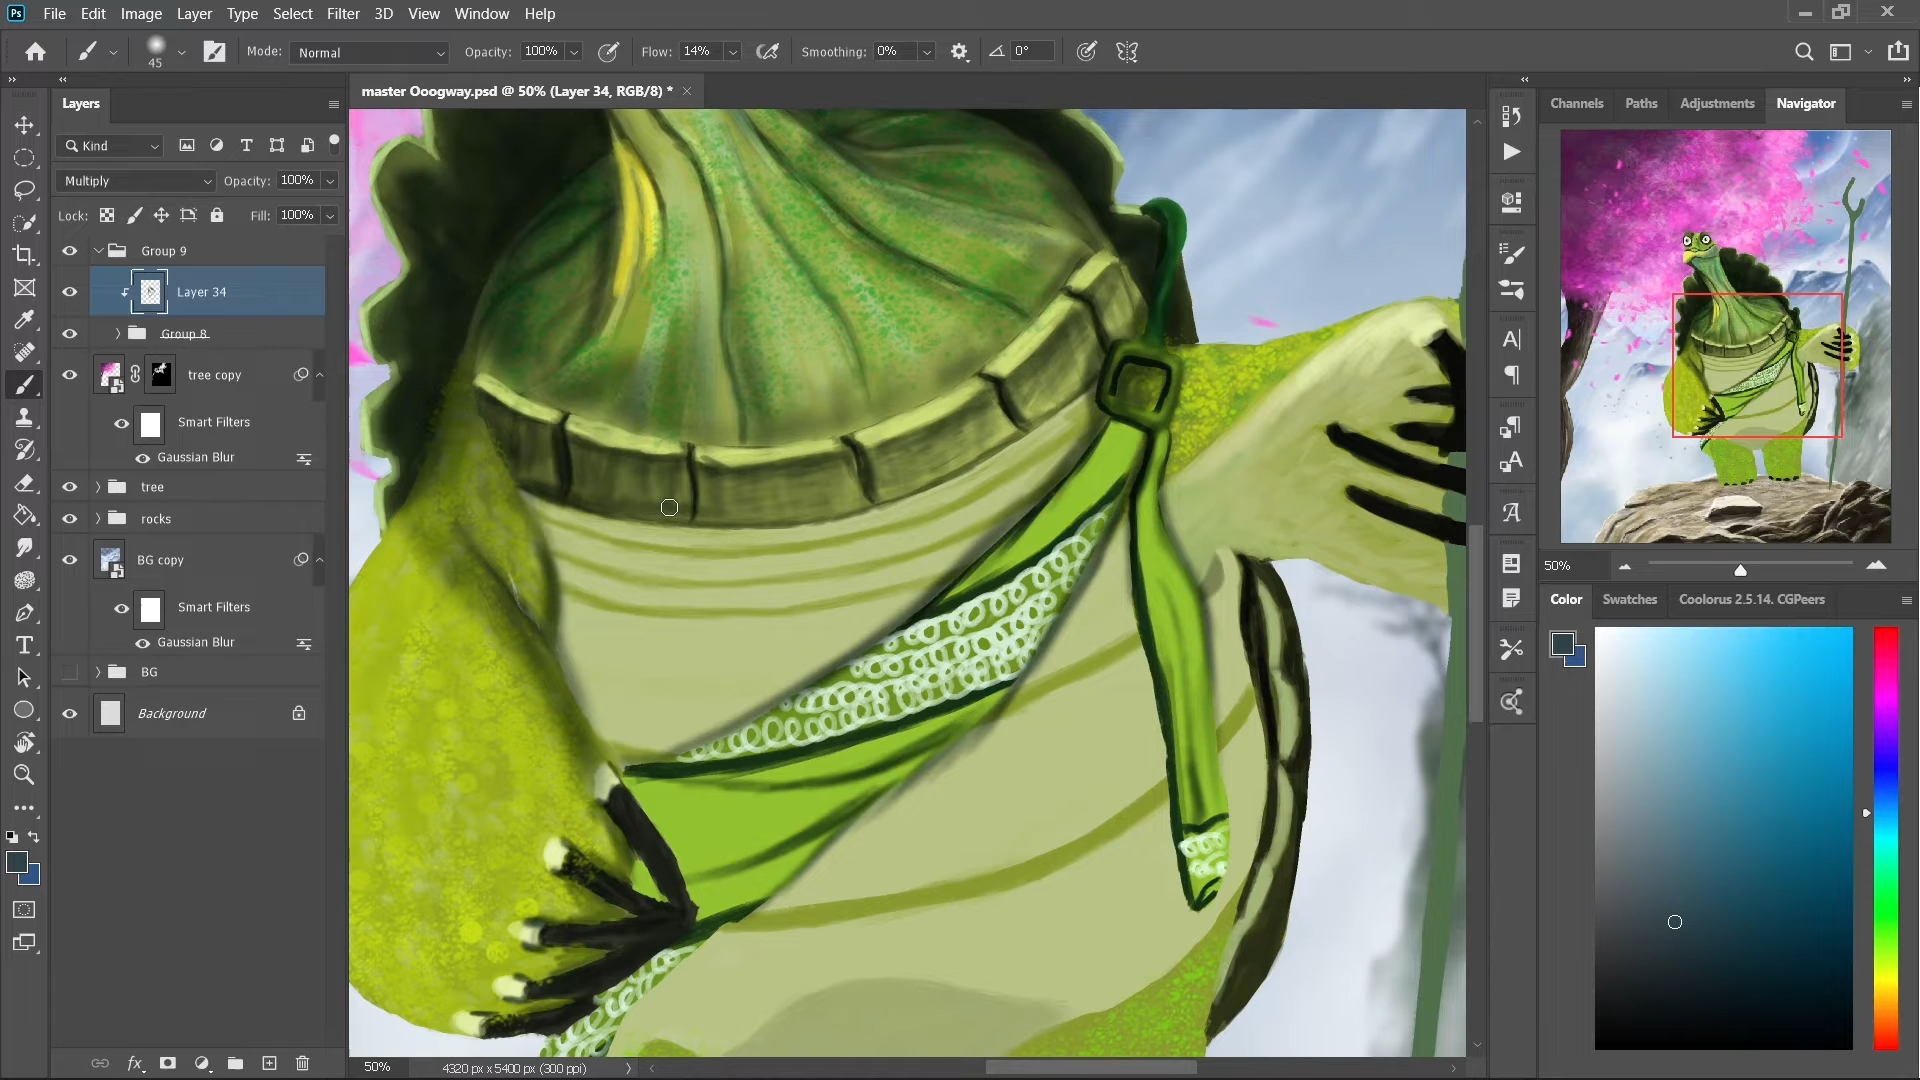 Ps File Edit Image Layer Type Select Filter 3D View Window Help
45 Mode: Normal Opacity: 100% Flow: 14% Smoothing: 0% 0°
Layers
master Ooogway.psd @ 50% (Layer 34, RGB/8) *
Channels Paths Adjustments Navigator
Kind
Multiply Opacity: 100%
Lock: Fill: 100%
Group 9
Layer 34
Group 8
tree copy
Smart Filters
Gaussian Blur
tree
rocks
BG copy
Smart Filters
Gaussian Blur
BG
Background
50%
Color Swatches Coolorus 2.5.14. CGPeers
fx
50% 4320 px x 5400 px (300 ppi)